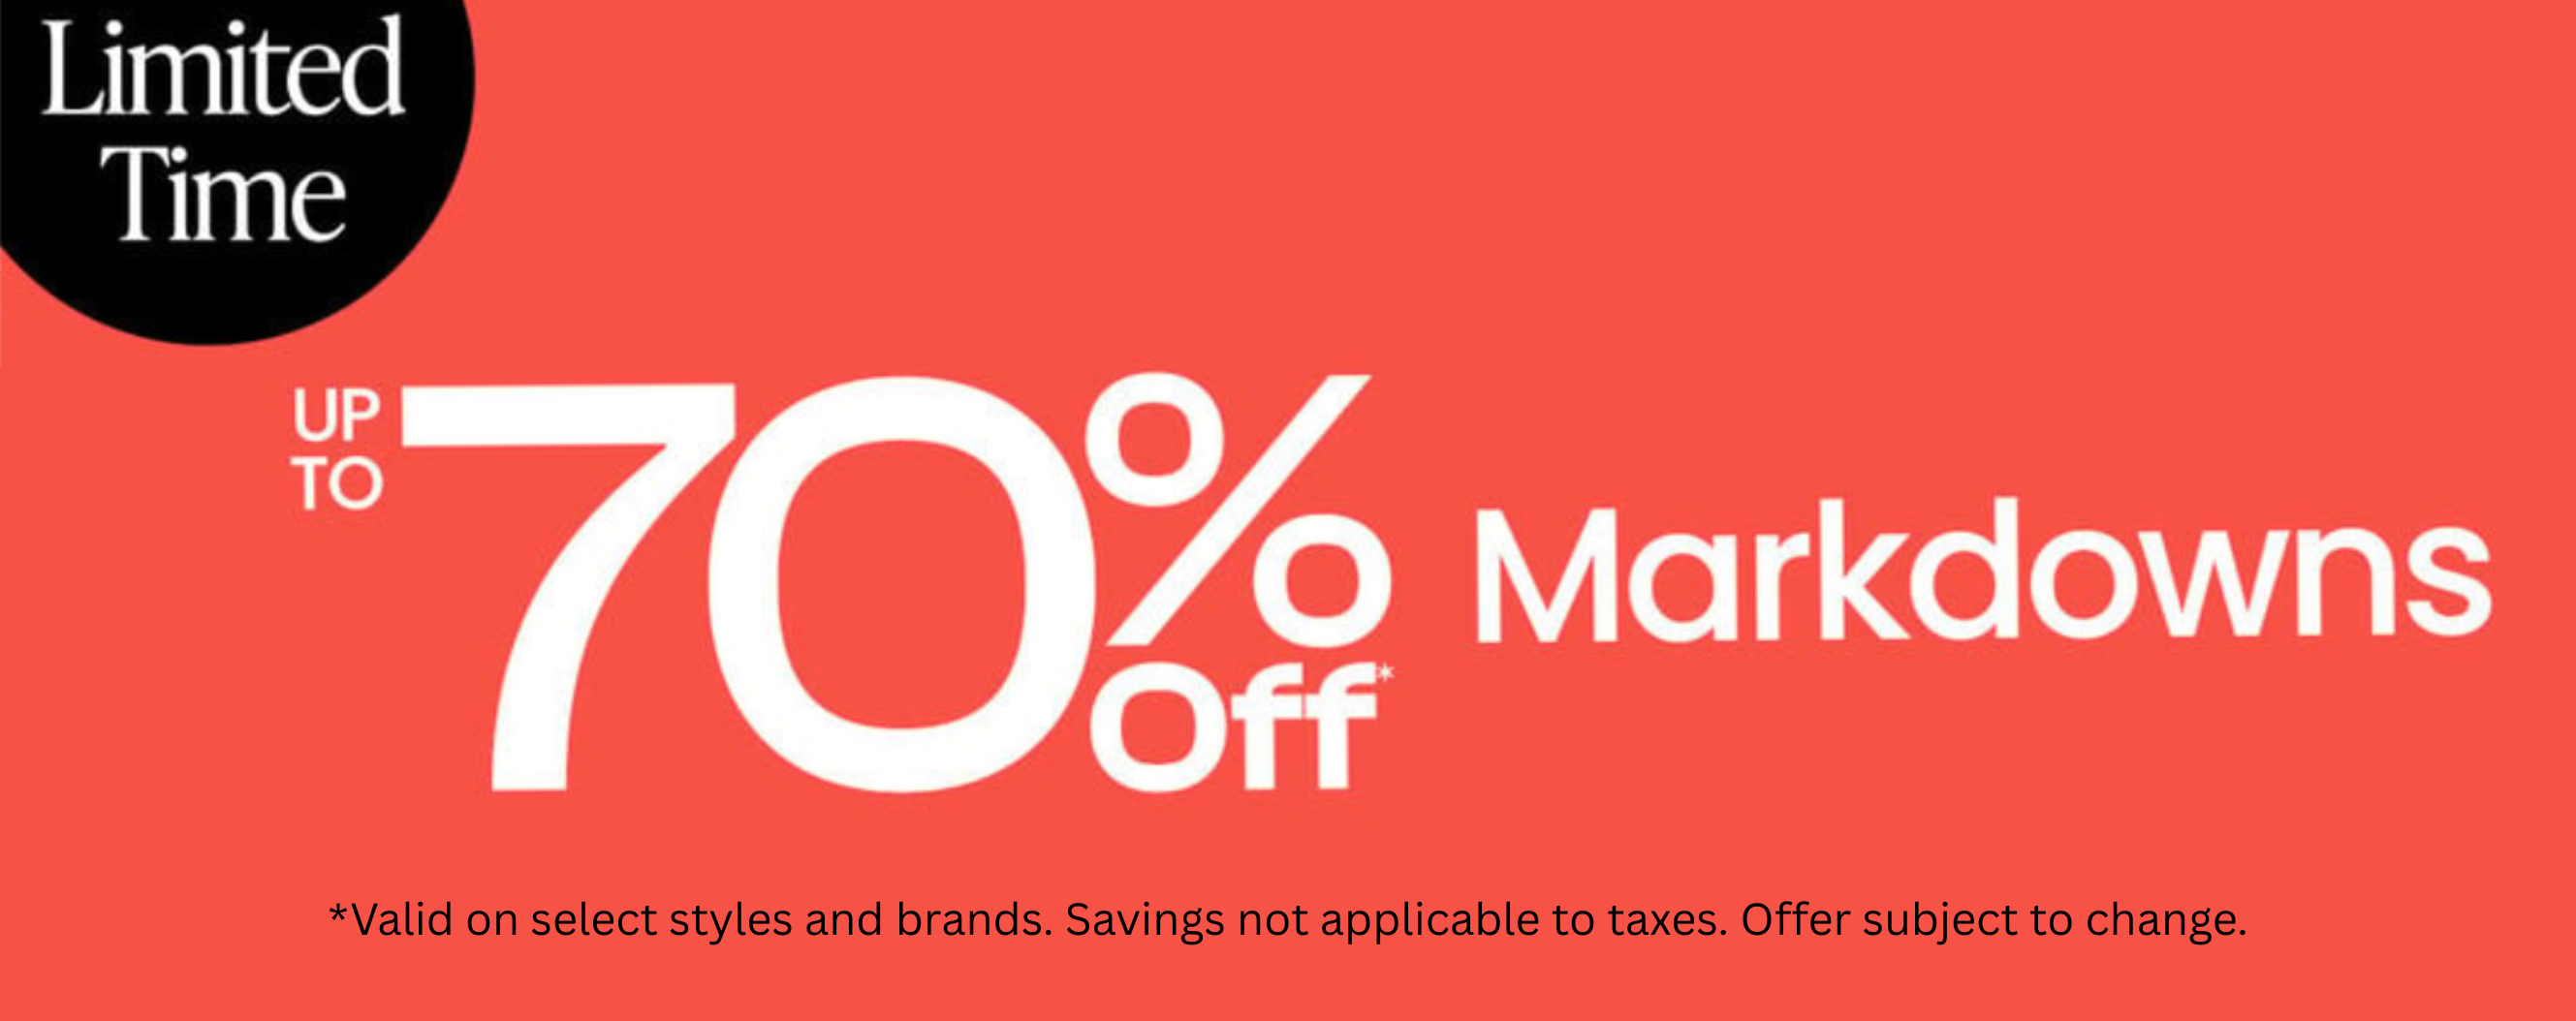 Limited
Time
UP
TO
70%
Off*
Markdowns
*Valid on select styles and brands. Savings not applicable to taxes. Offer subject to change.